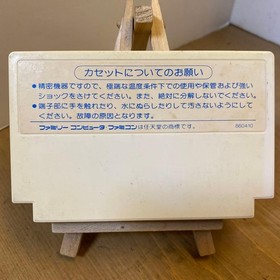 カセットについてのお願い
●精密機器ですので、極端な温度条件下での使用や保管および強い
ショックをさけてください。また、絶対に分解しないでください。
●端子部に手を触れたり、水にぬらしたりして汚さないようにして
ください。故障の原因となります。
ファミリーコンピュータ・ファミコンは任天堂の商標です。